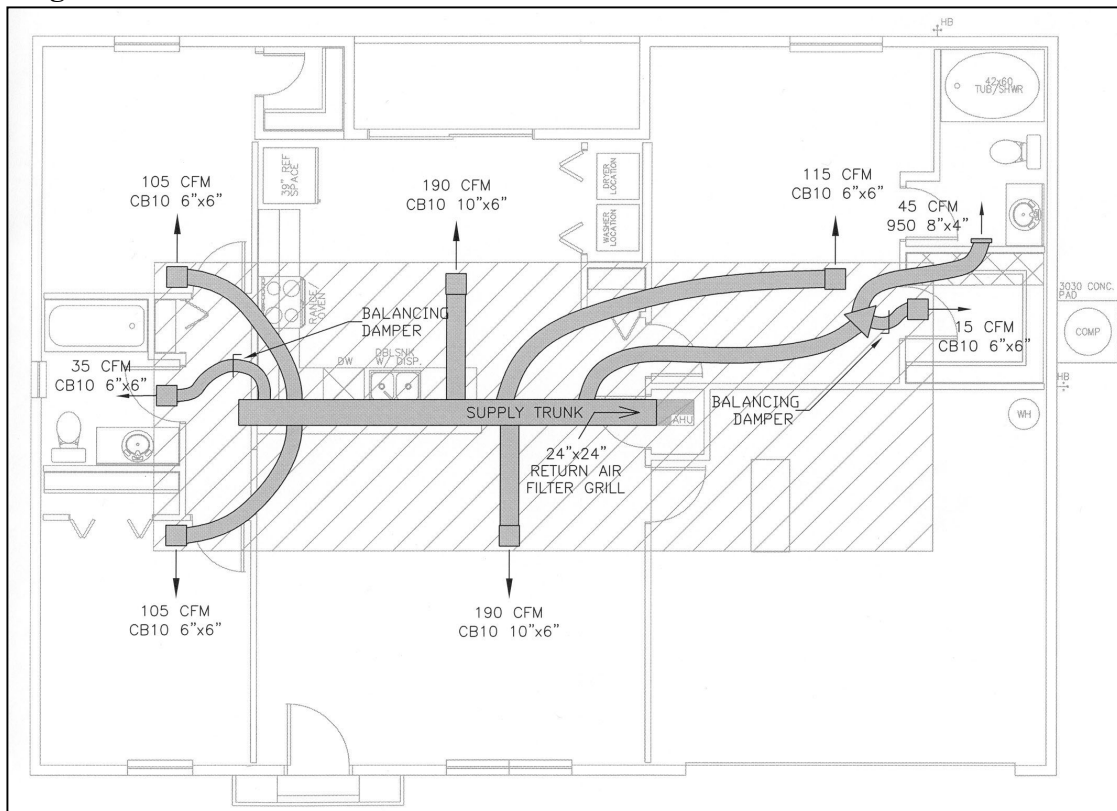 HB
42x60
TUB/SHWR
39" REF
SPACE
DRYER
LOCATION
WASHER
LOCATION
105 CFM
CB10 6"x6"
190 CFM
CB10 10"x6"
115 CFM
CB10 6"x6"
45 CFM
950 8"x4"
RANGE/
OVEN
BALANCING
DAMPER
3030 CONC.
PAD
COMP
15 CFM
CB10 6"x6"
35 CFM
CB10 6"x6"
DW
DBLSNK
W/ DISP.
HB
BALANCING
DAMPER
SUPPLY TRUNK
AHU
WH
24"x24"
RETURN AIR
FILTER GRILL
105 CFM
CB10 6"x6"
190 CFM
CB10 10"x6"